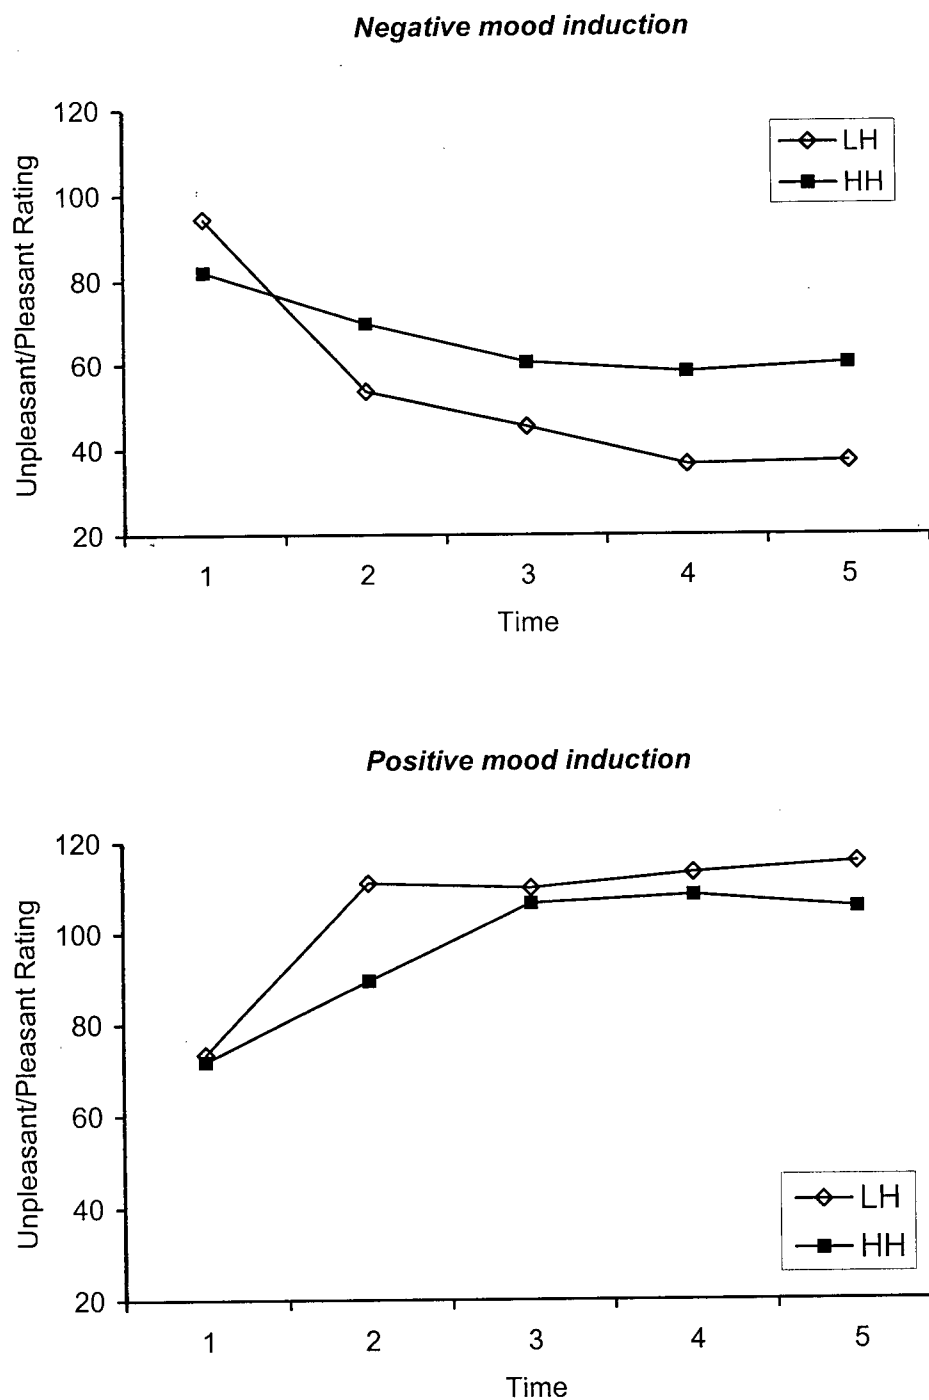 Negative mood induction
120
100
80
60
40
20
Unpleasant/Pleasant Rating
LH
HH
1 2 3 4 5
Time
Positive mood induction
120
100
80
60
40
20
Unpleasant/Pleasant Rating
LH
HH
1 2 3 4 5
Time